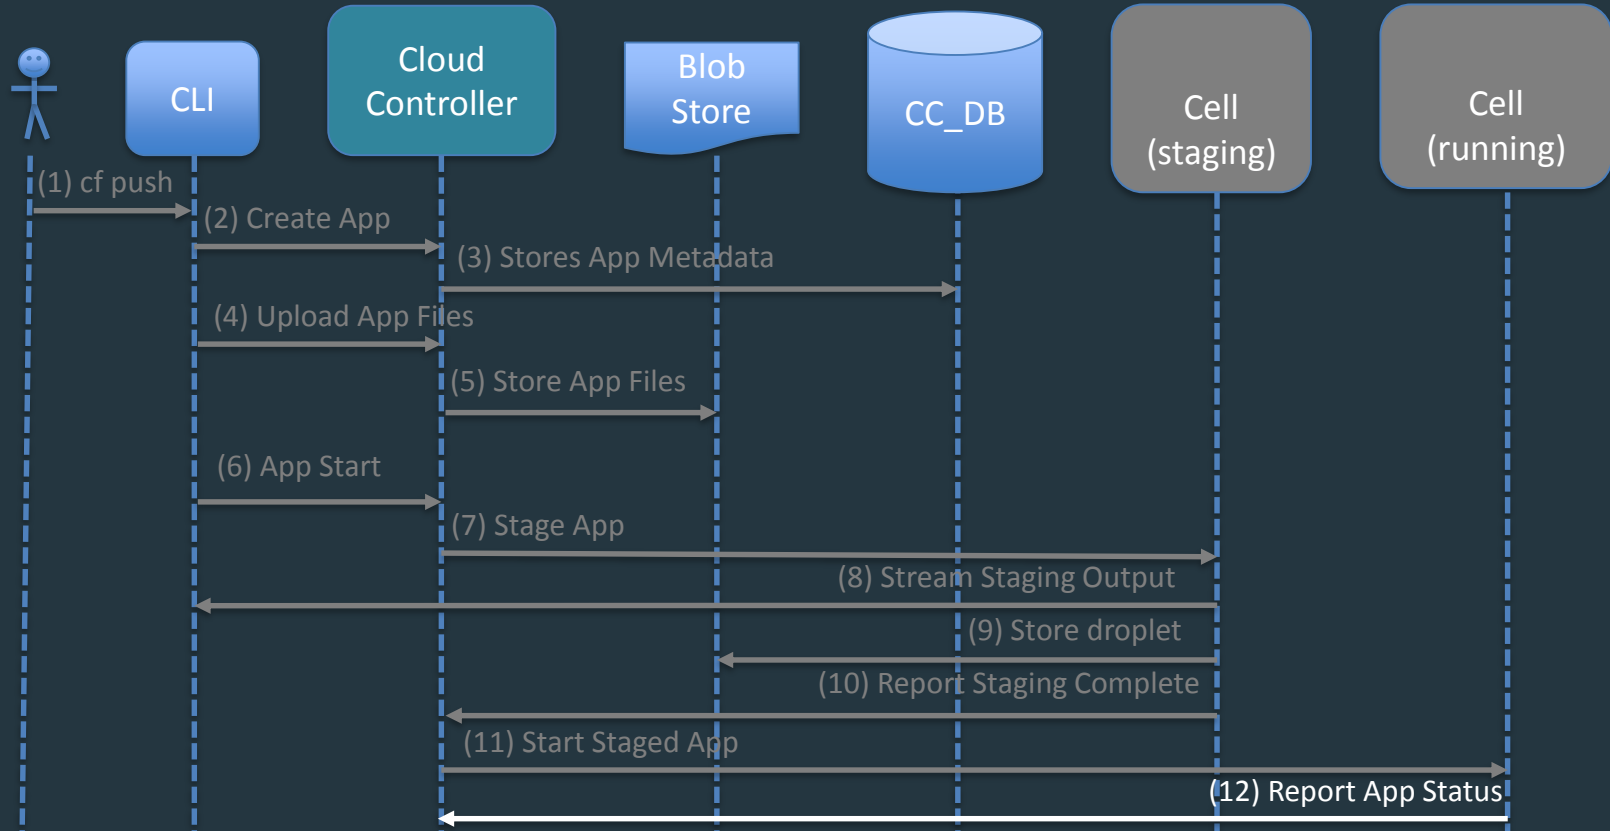 Cloud
Controller
CLI
Blob
Store
CC_DB
Cell
(staging)
Cell
(running)
(1) cf push
(2) Create App
(3) Stores App Metadata
(4) Upload App Files
(5) Store App Files
(6) App Start
(7) Stage App
(8) Stream Staging Output
(9) Store droplet
(10) Report Staging Complete
(11) Start Staged App
(12) Report App Status